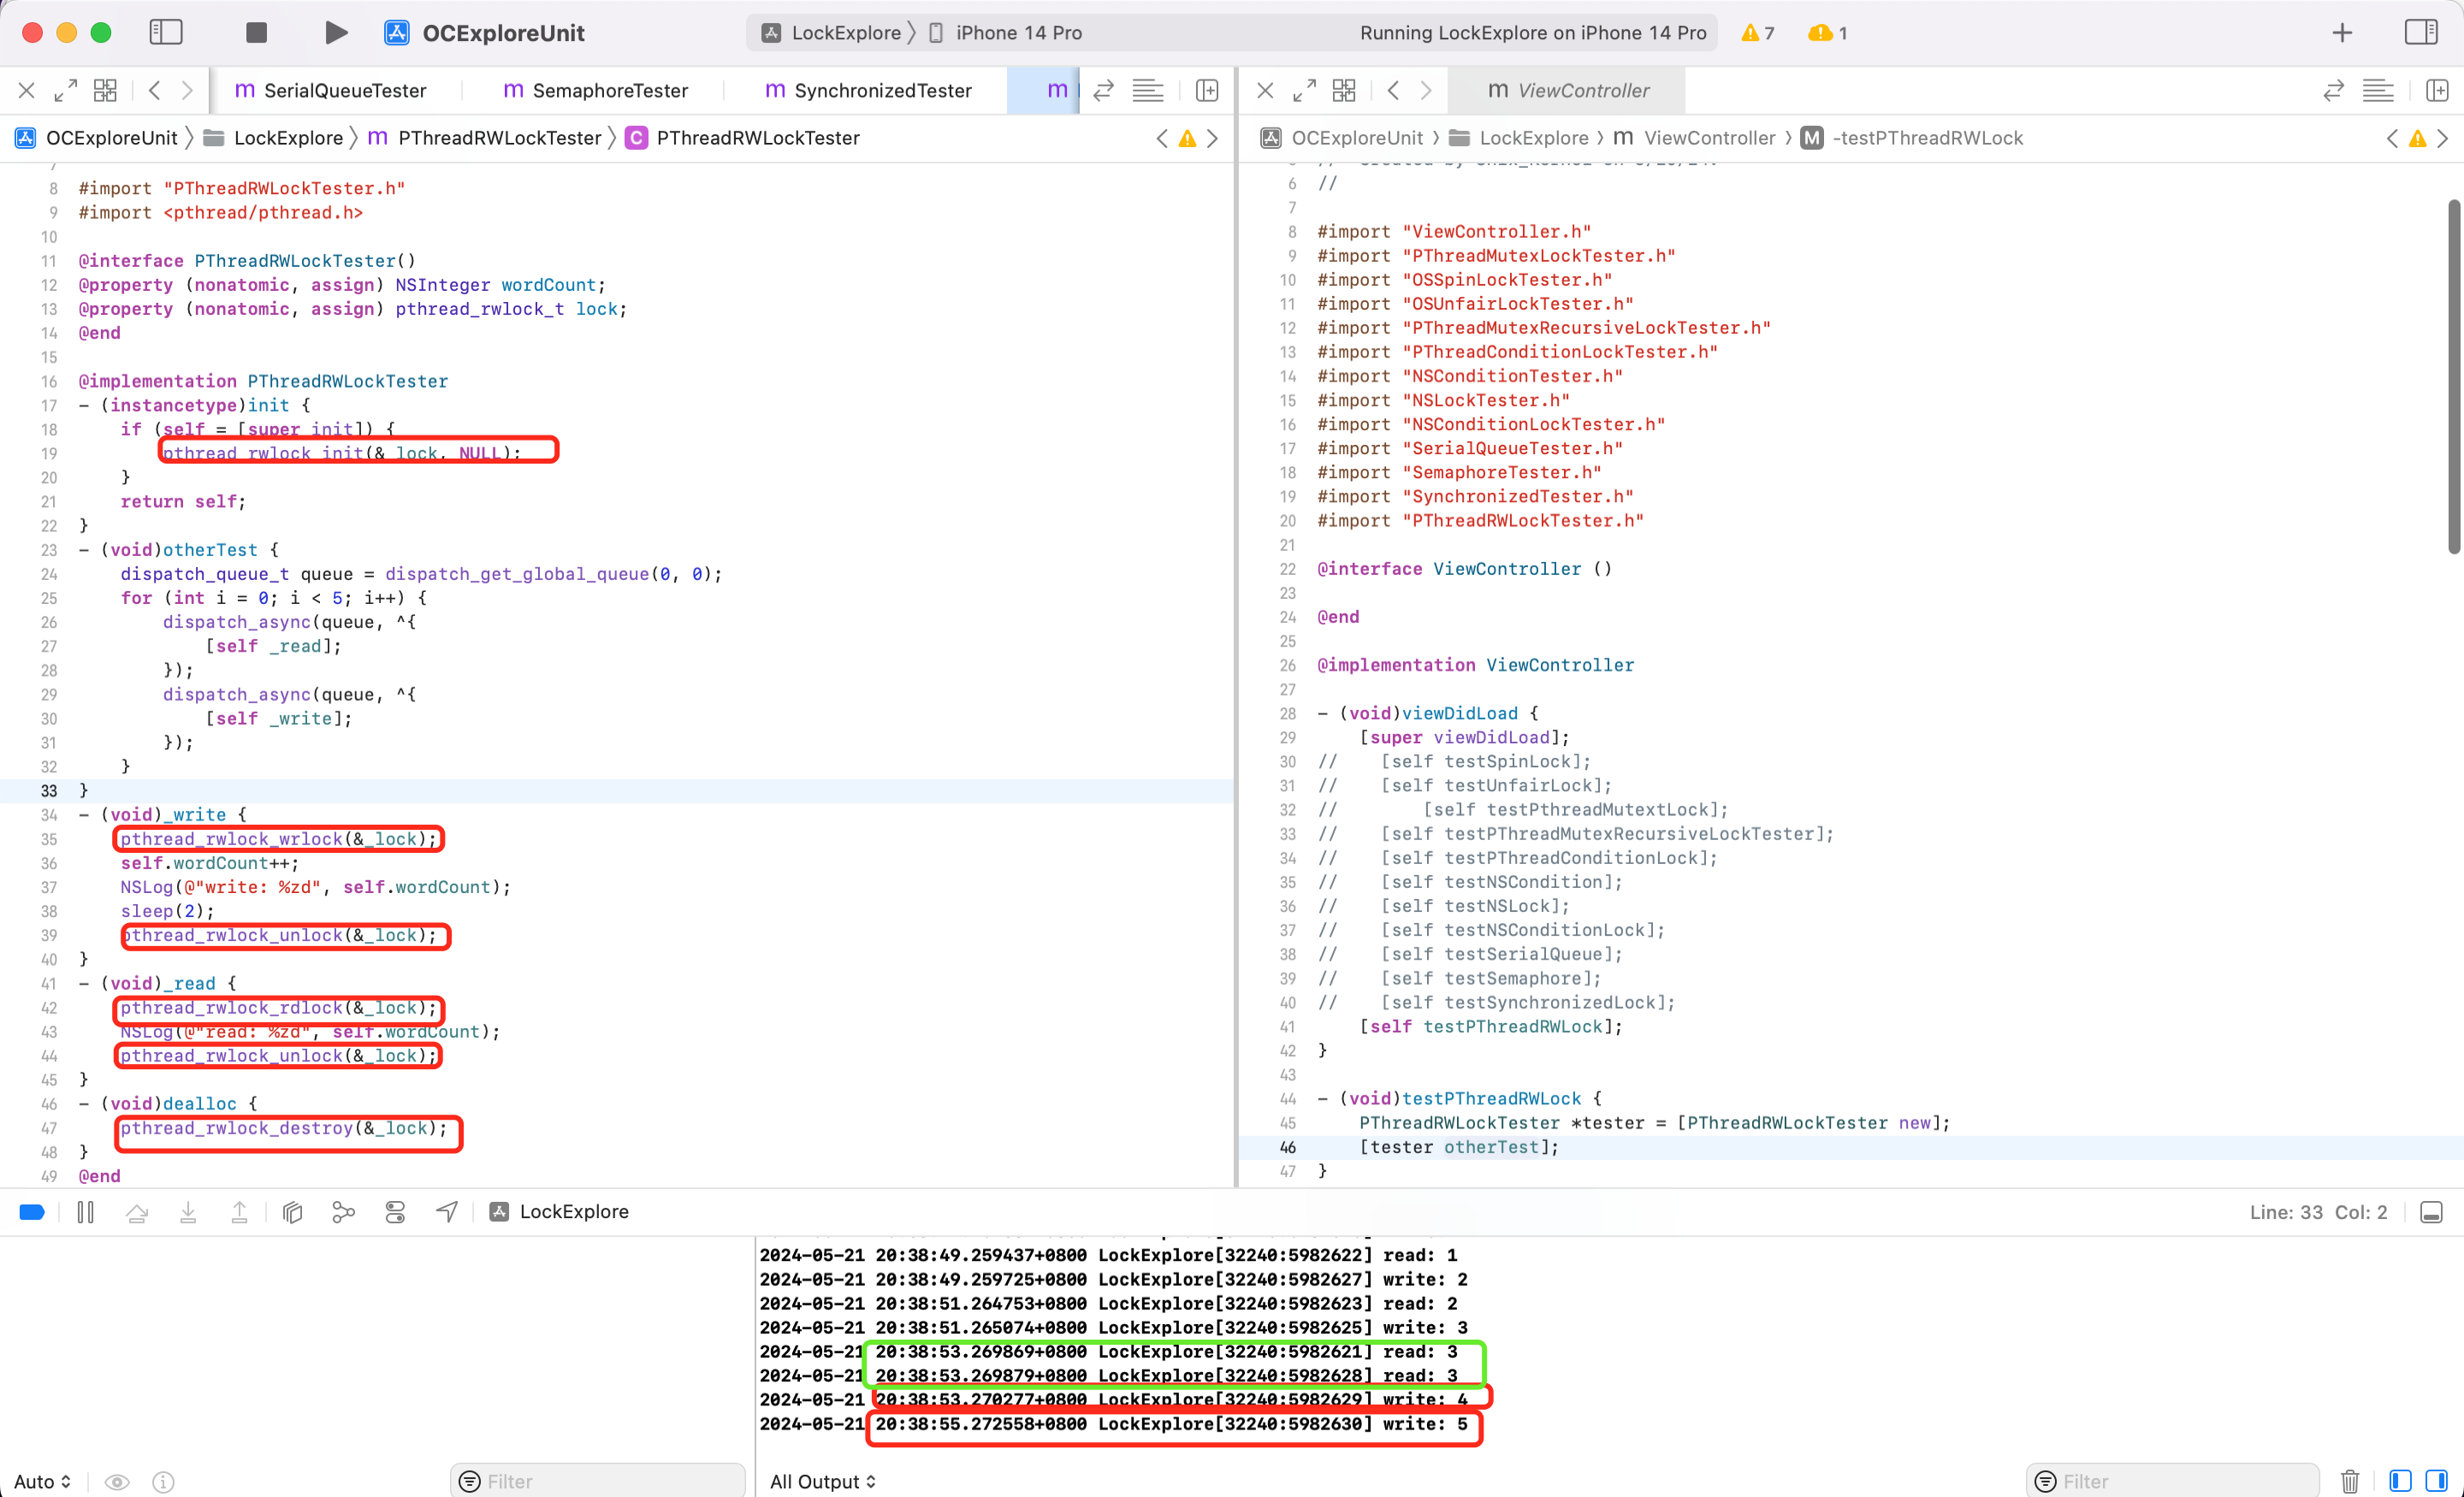 OCExploreUnit
LockExplore 〉 iPhone 14 Pro
Running LockExplore on iPhone 14 Pro
7
1
m SerialQueueTester
m SemaphoreTester
m SynchronizedTester
m
m ViewController
OCExploreUnit 〉 LockExplore 〉 m PThreadRWLockTester 〉 C PThreadRWLockTester
OCExploreUnit 〉 LockExplore 〉 m ViewController 〉 M -testPThreadRWLock
7
8 #import "PThreadRWLockTester.h"
9 #import <pthread/pthread.h>
10
11 @interface PThreadRWLockTester()
12 @property (nonatomic, assign) NSInteger wordCount;
13 @property (nonatomic, assign) pthread_rwlock_t lock;
14 @end
15
16 @implementation PThreadRWLockTester
17 - (instancetype)init {
18     if (self = [super init]) {
19         pthread_rwlock_init(&_lock, NULL);
20     }
21     return self;
22 }
23 - (void)otherTest {
24     dispatch_queue_t queue = dispatch_get_global_queue(0, 0);
25     for (int i = 0; i < 5; i++) {
26         dispatch_async(queue, ^{
27             [self _read];
28         });
29         dispatch_async(queue, ^{
30             [self _write];
31         });
32     }
33 }
34 - (void)_write {
35     pthread_rwlock_wrlock(&_lock);
36     self.wordCount++;
37     NSLog(@"write: %zd", self.wordCount);
38     sleep(2);
39     pthread_rwlock_unlock(&_lock);
40 }
41 - (void)_read {
42     pthread_rwlock_rdlock(&_lock);
43     NSLog(@"read: %zd", self.wordCount);
44     pthread_rwlock_unlock(&_lock);
45 }
46 - (void)dealloc {
47     pthread_rwlock_destroy(&_lock);
48 }
49 @end
6 //
7
8 #import "ViewController.h"
9 #import "PThreadMutexLockTester.h"
10 #import "OSSpinLockTester.h"
11 #import "OSUnfairLockTester.h"
12 #import "PThreadMutexRecursiveLockTester.h"
13 #import "PThreadConditionLockTester.h"
14 #import "NSConditionTester.h"
15 #import "NSLockTester.h"
16 #import "NSConditionLockTester.h"
17 #import "SerialQueueTester.h"
18 #import "SemaphoreTester.h"
19 #import "SynchronizedTester.h"
20 #import "PThreadRWLockTester.h"
21
22 @interface ViewController ()
23
24 @end
25
26 @implementation ViewController
27
28 - (void)viewDidLoad {
29     [super viewDidLoad];
30 //    [self testSpinLock];
31 //    [self testUnfairLock];
32 //        [self testPthreadMutextLock];
33 //    [self testPThreadMutexRecursiveLockTester];
34 //    [self testPThreadConditionLock];
35 //    [self testNSCondition];
36 //    [self testNSLock];
37 //    [self testNSConditionLock];
38 //    [self testSerialQueue];
39 //    [self testSemaphore];
40 //    [self testSynchronizedLock];
41     [self testPThreadRWLock];
42 }
43
44 - (void)testPThreadRWLock {
45     PThreadRWLockTester *tester = [PThreadRWLockTester new];
46     [tester otherTest];
47 }
LockExplore
Line: 33 Col: 2
2024-05-21 20:38:49.259437+0800 LockExplore[32240:5982622] read: 1
2024-05-21 20:38:49.259725+0800 LockExplore[32240:5982627] write: 2
2024-05-21 20:38:51.264753+0800 LockExplore[32240:5982623] read: 2
2024-05-21 20:38:51.265074+0800 LockExplore[32240:5982625] write: 3
2024-05-21 20:38:53.269869+0800 LockExplore[32240:5982621] read: 3
2024-05-21 20:38:53.269879+0800 LockExplore[32240:5982628] read: 3
2024-05-21 20:38:53.270277+0800 LockExplore[32240:5982629] write: 4
2024-05-21 20:38:55.272558+0800 LockExplore[32240:5982630] write: 5
Auto
Filter
All Output
Filter